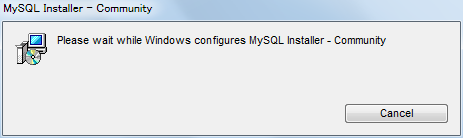 MySQL Installer - Community
Please wait while Windows configures MySQL Installer - Community
Cancel